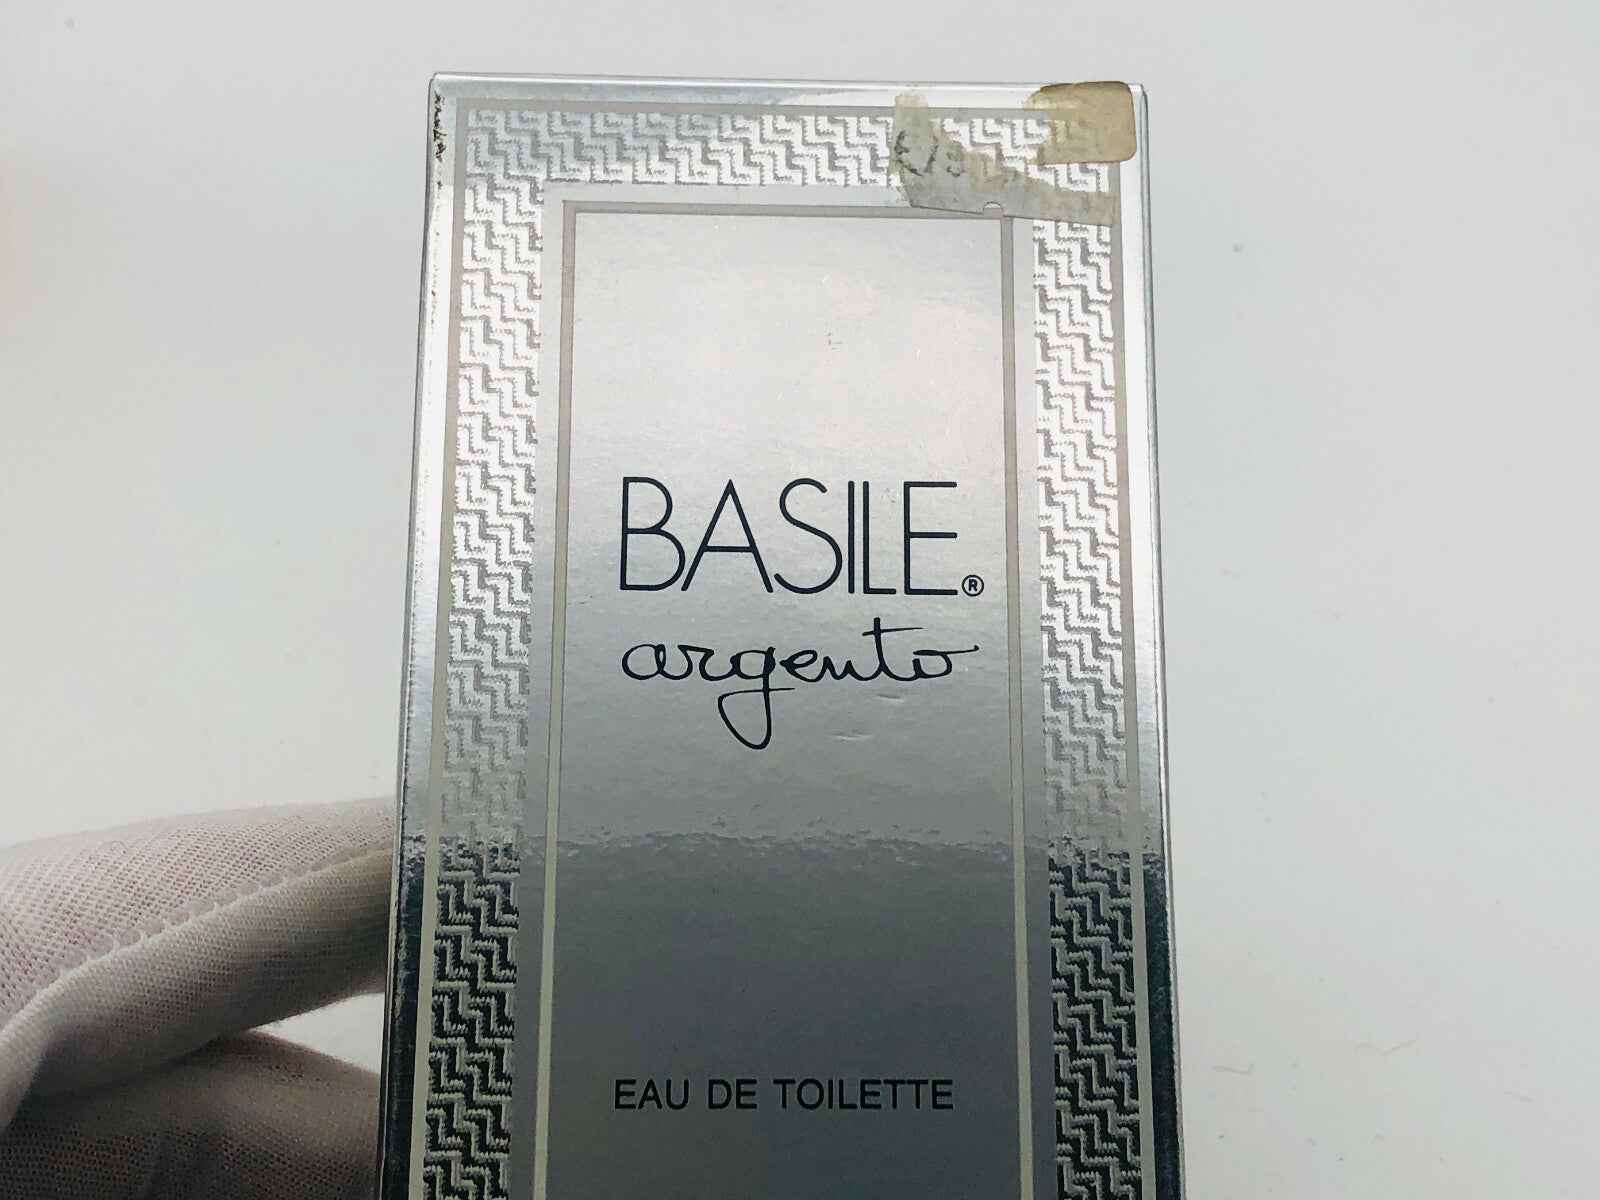 BASILE®
argento
EAU DE TOILETTE